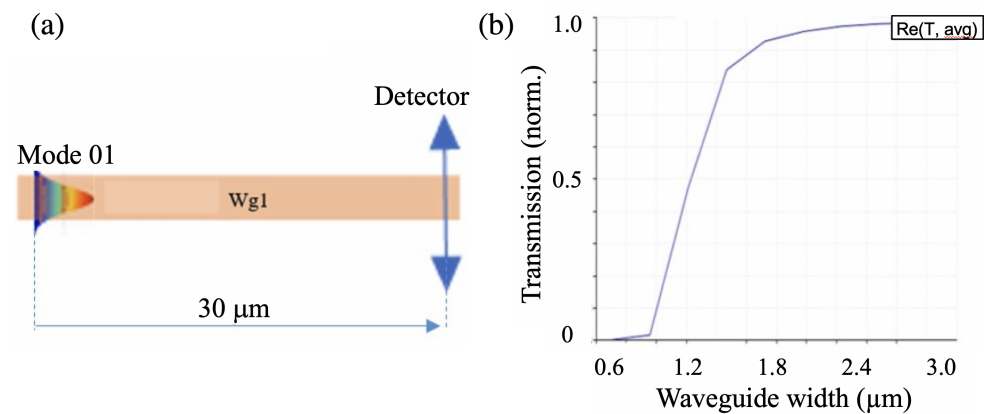 (a)
Detector
Mode 01
Wg1
30 μm
(b)
1.0
Re(T, avg)
Transmission (norm.)
0.5
0
0.6 1.2 1.8 2.4 3.0
Waveguide width (μm)